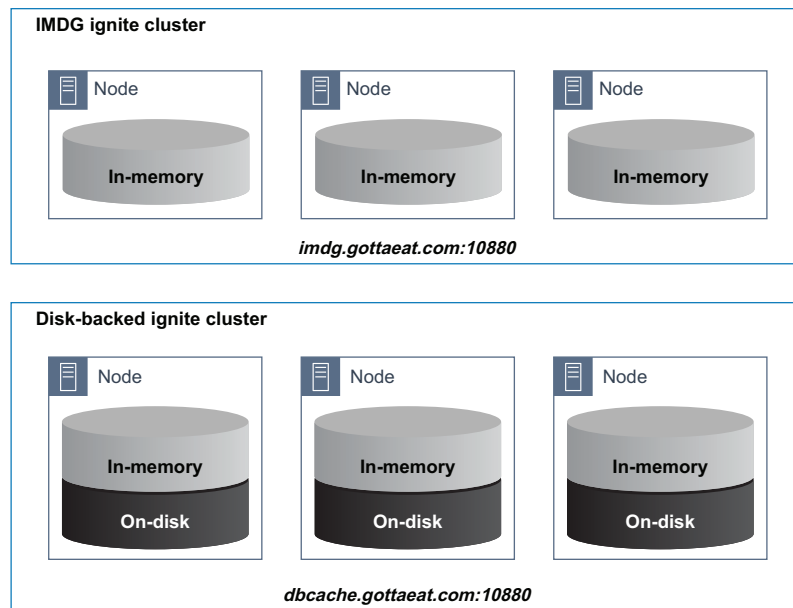 IMDG ignite cluster
Node Node Node
In-memory In-memory In-memory
imdg.gottaeat.com:10880
Disk-backed ignite cluster
Node Node Node
In-memory In-memory In-memory
On-disk On-disk On-disk
dbcache.gottaeat.com:10880